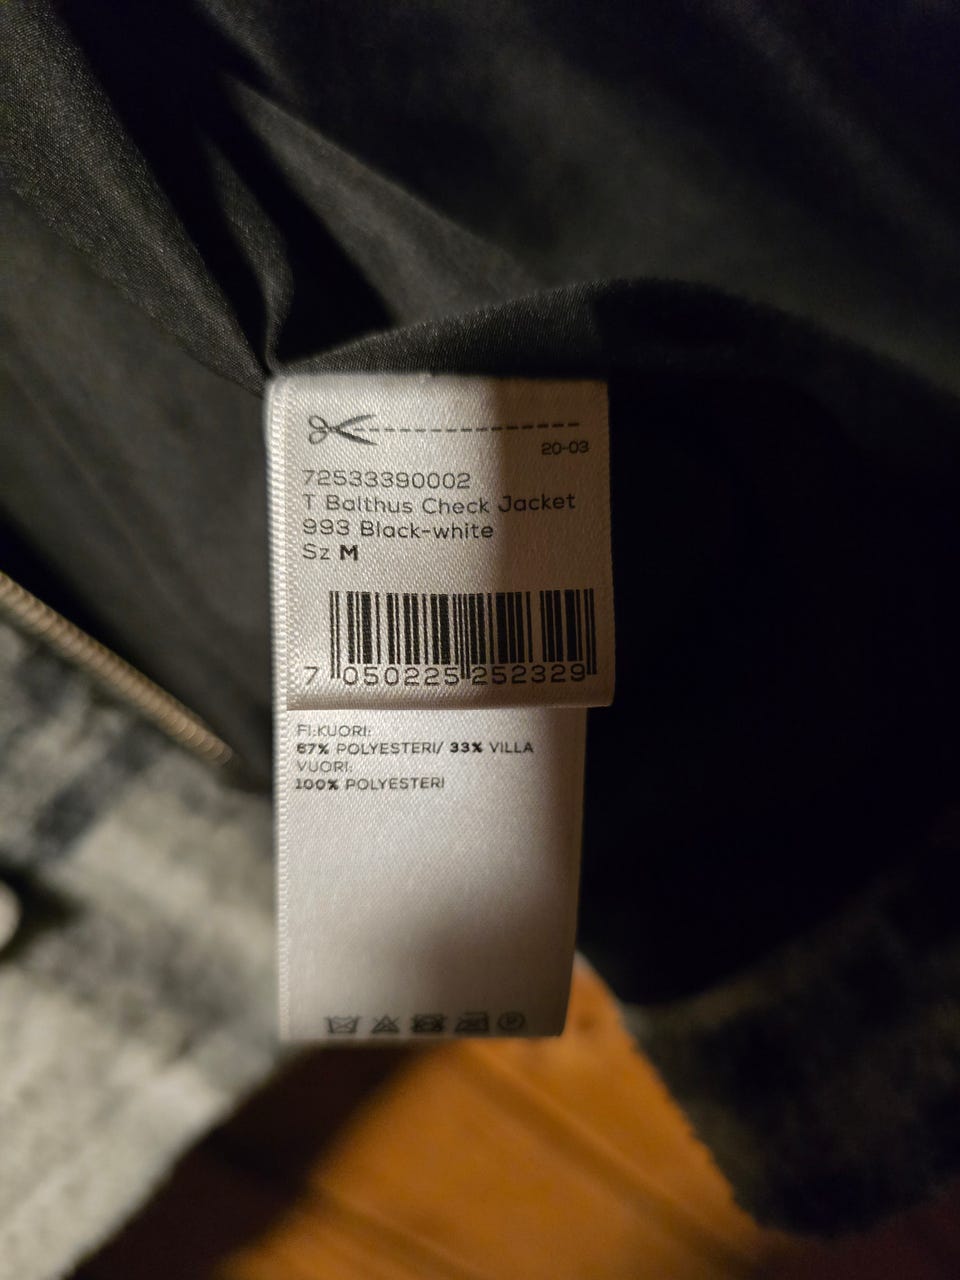 20-03
72533390002
T Balthus Check Jacket
993 Black-white
Sz M
7 050225 252329
FI:KUORI:
67% POLYESTERI/ 33% VILLA
VUORI:
100% POLYESTERI